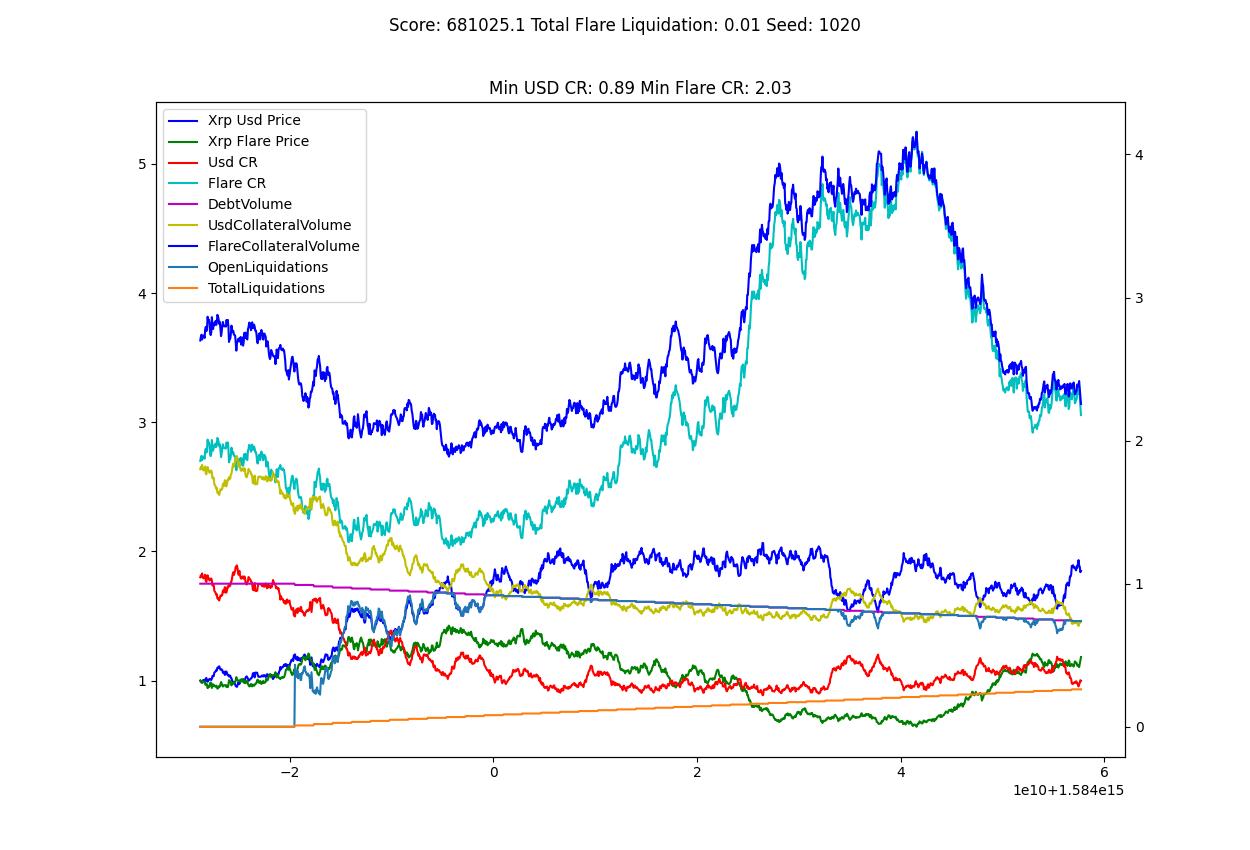 Score: 681025.1 Total Flare Liquidation: 0.01 Seed: 1020
Min USD CR: 0.89 Min Flare CR: 2.03
Xrp Usd Price
Xrp Flare Price
Usd CR
Flare CR
DebtVolume
UsdCollateralVolume
FlareCollateralVolume
OpenLiquidations
TotalLiquidations
5
4
3
2
1
4
3
2
1
0
−2
0
2
4
6
1e10+1.584e15